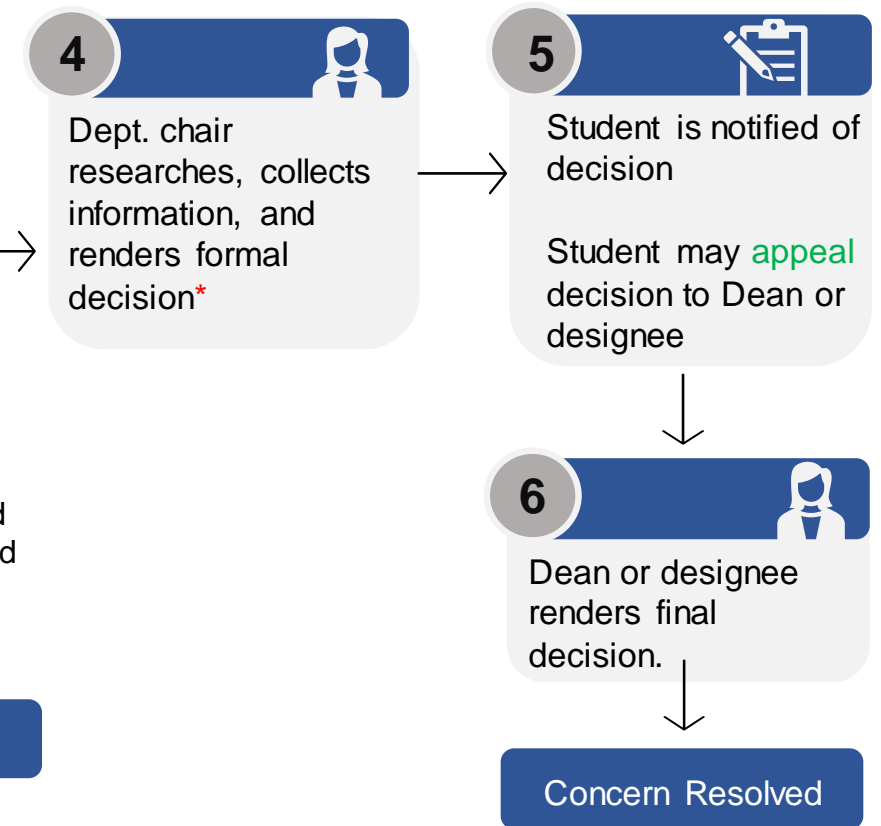 4
Dept. chair
researches, collects
information, and
renders formal
decision*
5
Student is notified of
decision
Student may appeal
decision to Dean or
designee
6
Dean or designee
renders final
decision.
Concern Resolved